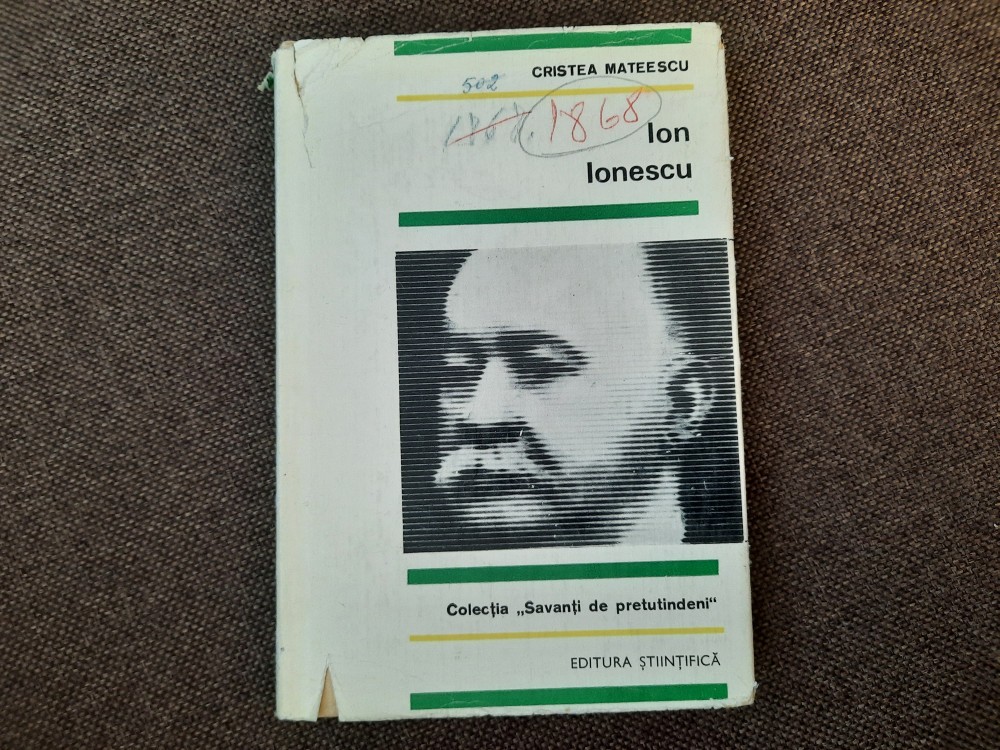 CRISTEA MATEESCU
502
1868
Ion
Ionescu
Colecția „Savanți de pretutindeni“
EDITURA ȘTIINȚIFICĂ